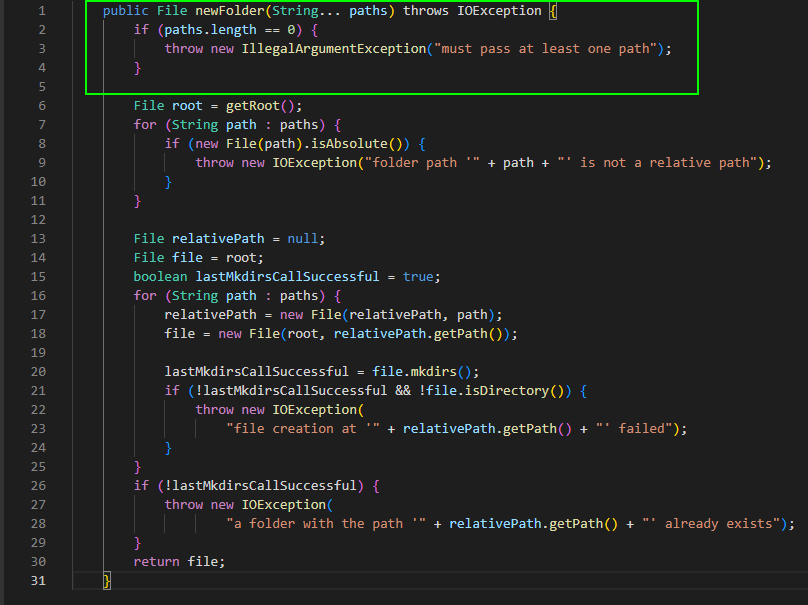 1 public File newFolder(String... paths) throws IOException {
2 if (paths.length == 0) {
3 throw new IllegalArgumentException("must pass at least one path");
4 }
5
6 File root = getRoot();
7 for (String path : paths) {
8 if (new File(path).isAbsolute()) {
9 throw new IOException("folder path '" + path + "' is not a relative path");
10 }
11 }
12
13 File relativePath = null;
14 File file = root;
15 boolean lastMkdirsCallSuccessful = true;
16 for (String path : paths) {
17 relativePath = new File(relativePath, path);
18 file = new File(root, relativePath.getPath());
19
20 lastMkdirsCallSuccessful = file.mkdirs();
21 if (!lastMkdirsCallSuccessful && !file.isDirectory()) {
22 throw new IOException(
23 "file creation at '" + relativePath.getPath() + "' failed");
24 }
25 }
26 if (!lastMkdirsCallSuccessful) {
27 throw new IOException(
28 "a folder with the path '" + relativePath.getPath() + "' already exists");
29 }
30 return file;
31 }